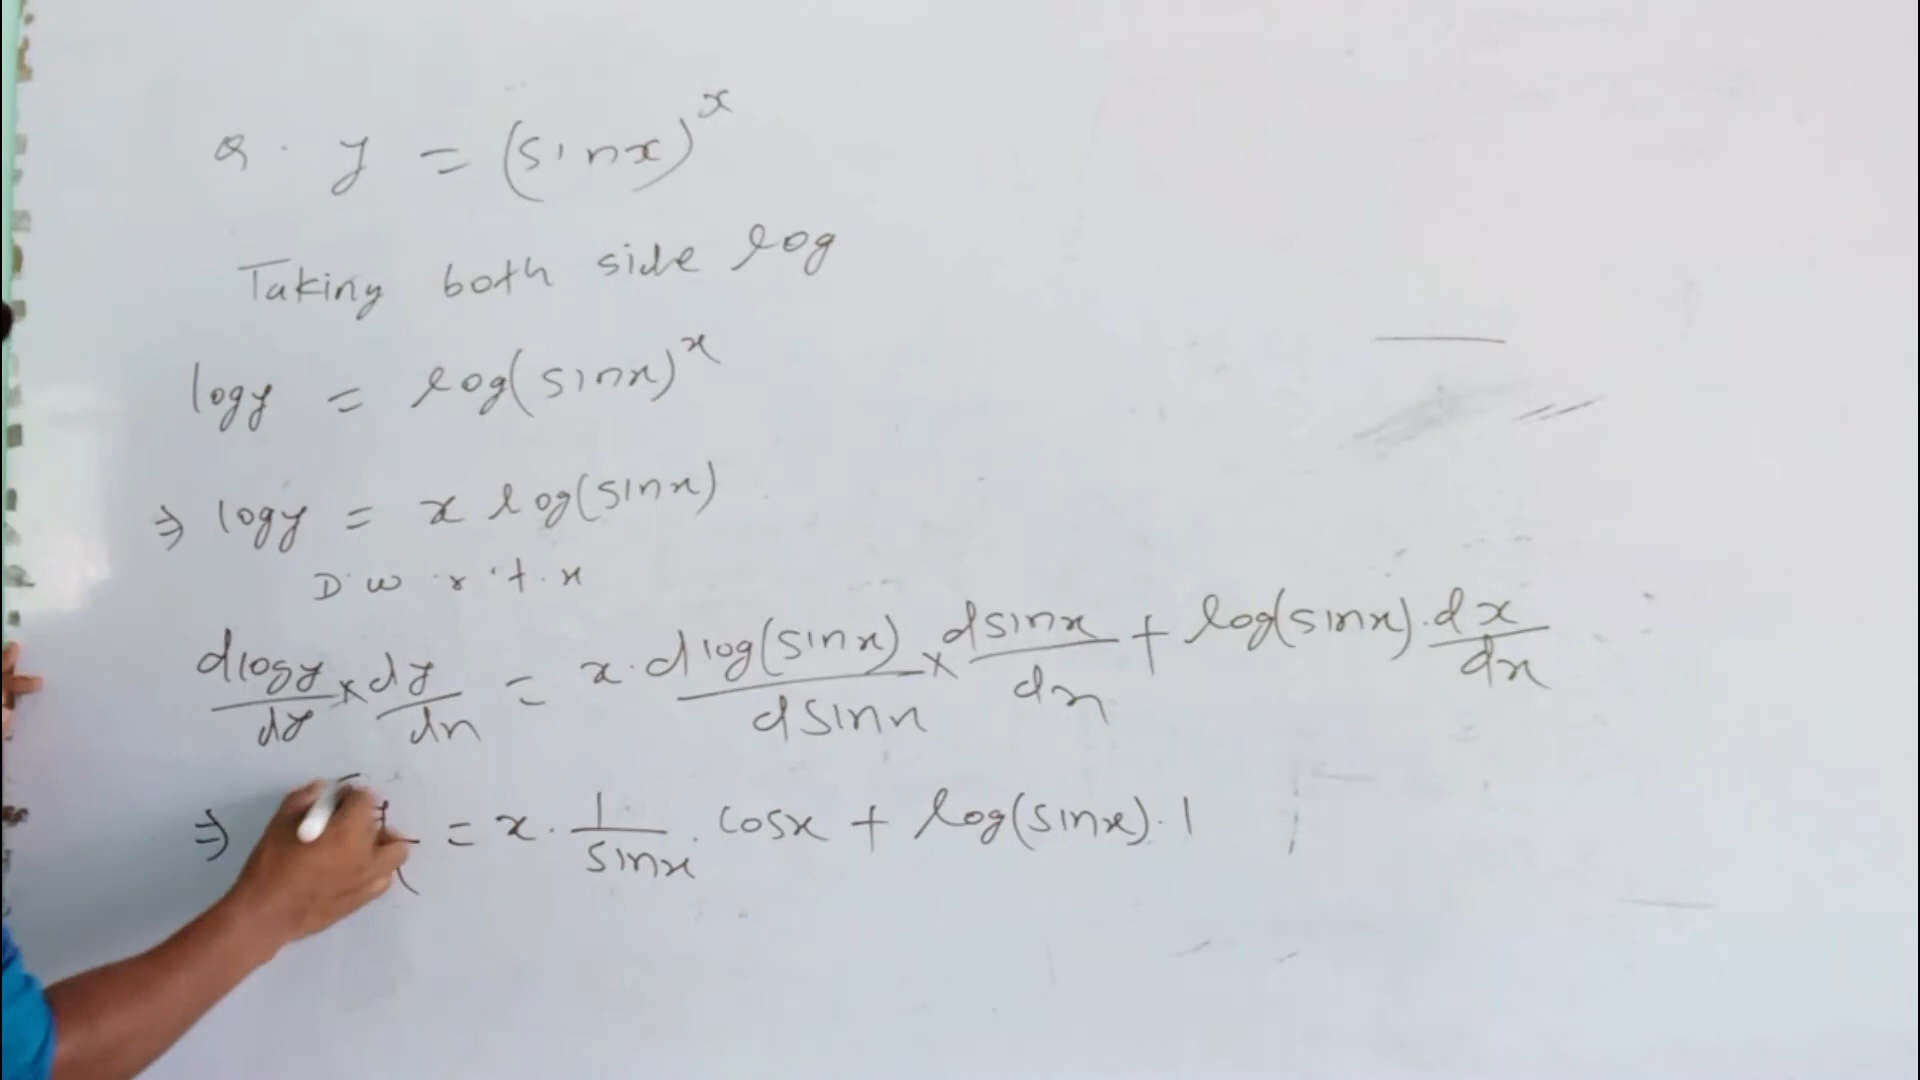 Q. y = (sinx)^x
Taking both side log
logy = log(sinx)^x
⇒ logy = x log(sinx)
D.w.r.t.x
dlogy/dy × dy/dx = x. dlog(sinx)/dsinx × dsinx/dx + log(sinx). dx/dx
⇒ = x. 1/sinx . cosx + log(sinx). 1